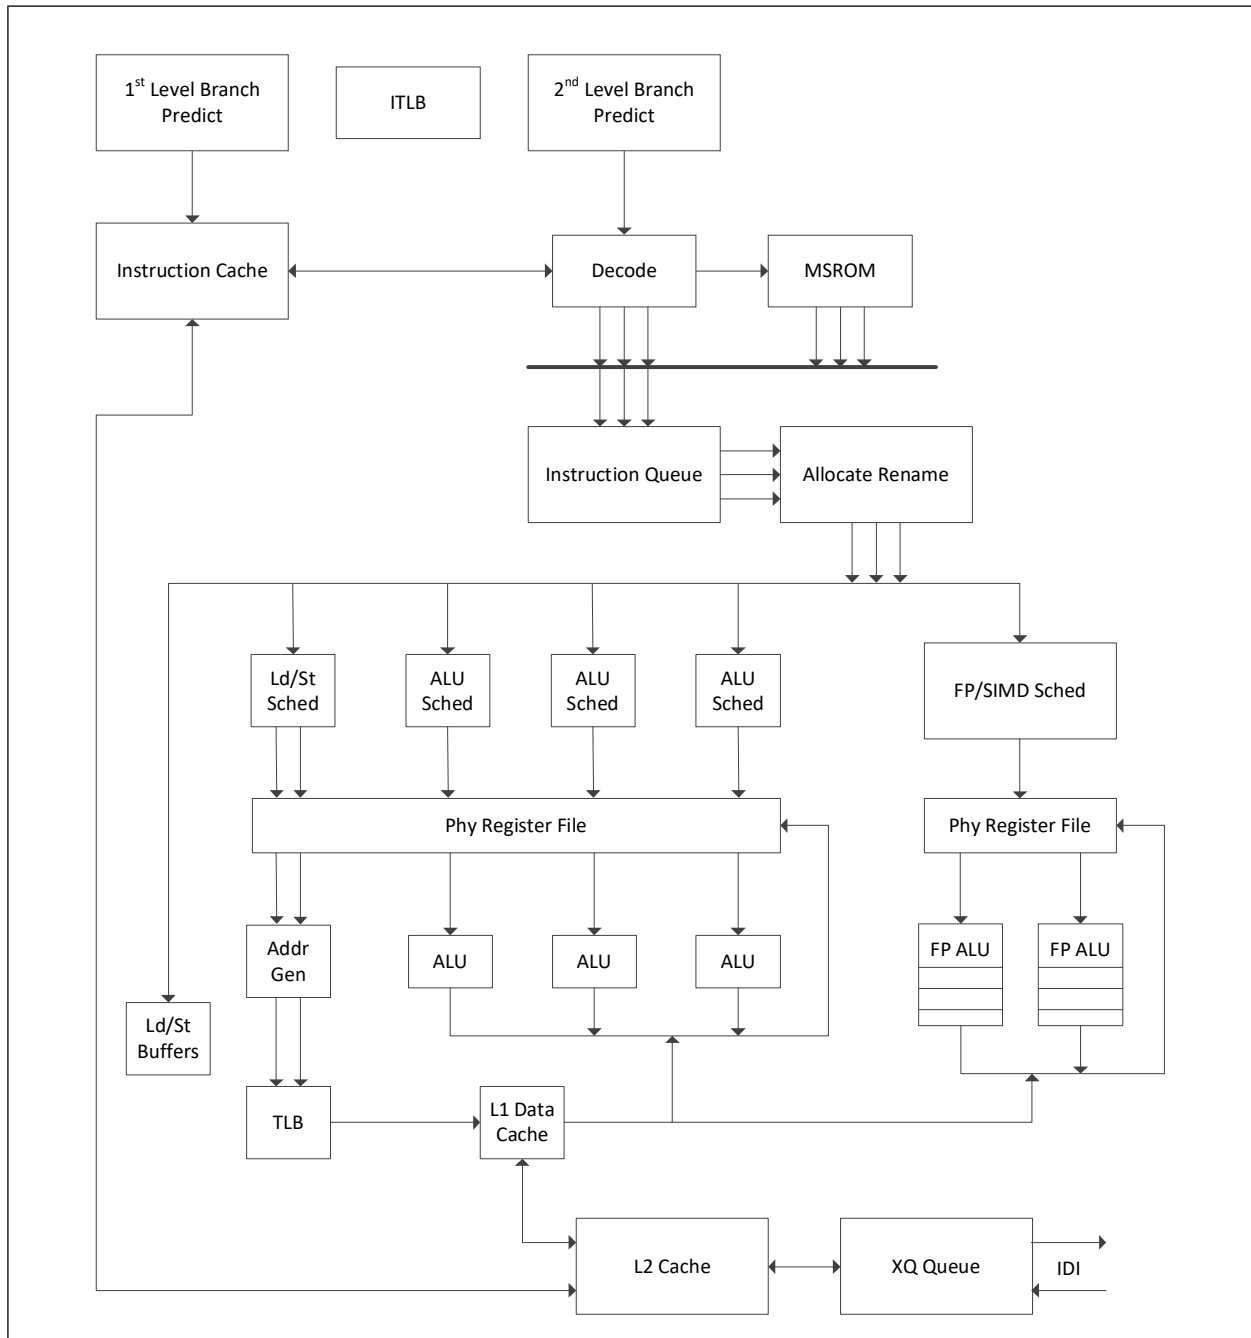 1st Level Branch
Predict
ITLB
2nd Level Branch
Predict
Instruction Cache
Decode
MSROM
Instruction Queue
Allocate Rename
Ld/St
Sched
ALU
Sched
ALU
Sched
ALU
Sched
FP/SIMD Sched
Phy Register File
Phy Register File
Addr
Gen
ALU
ALU
ALU
FP ALU
FP ALU
Ld/St
Buffers
TLB
L1 Data
Cache
L2 Cache
XQ Queue
IDI